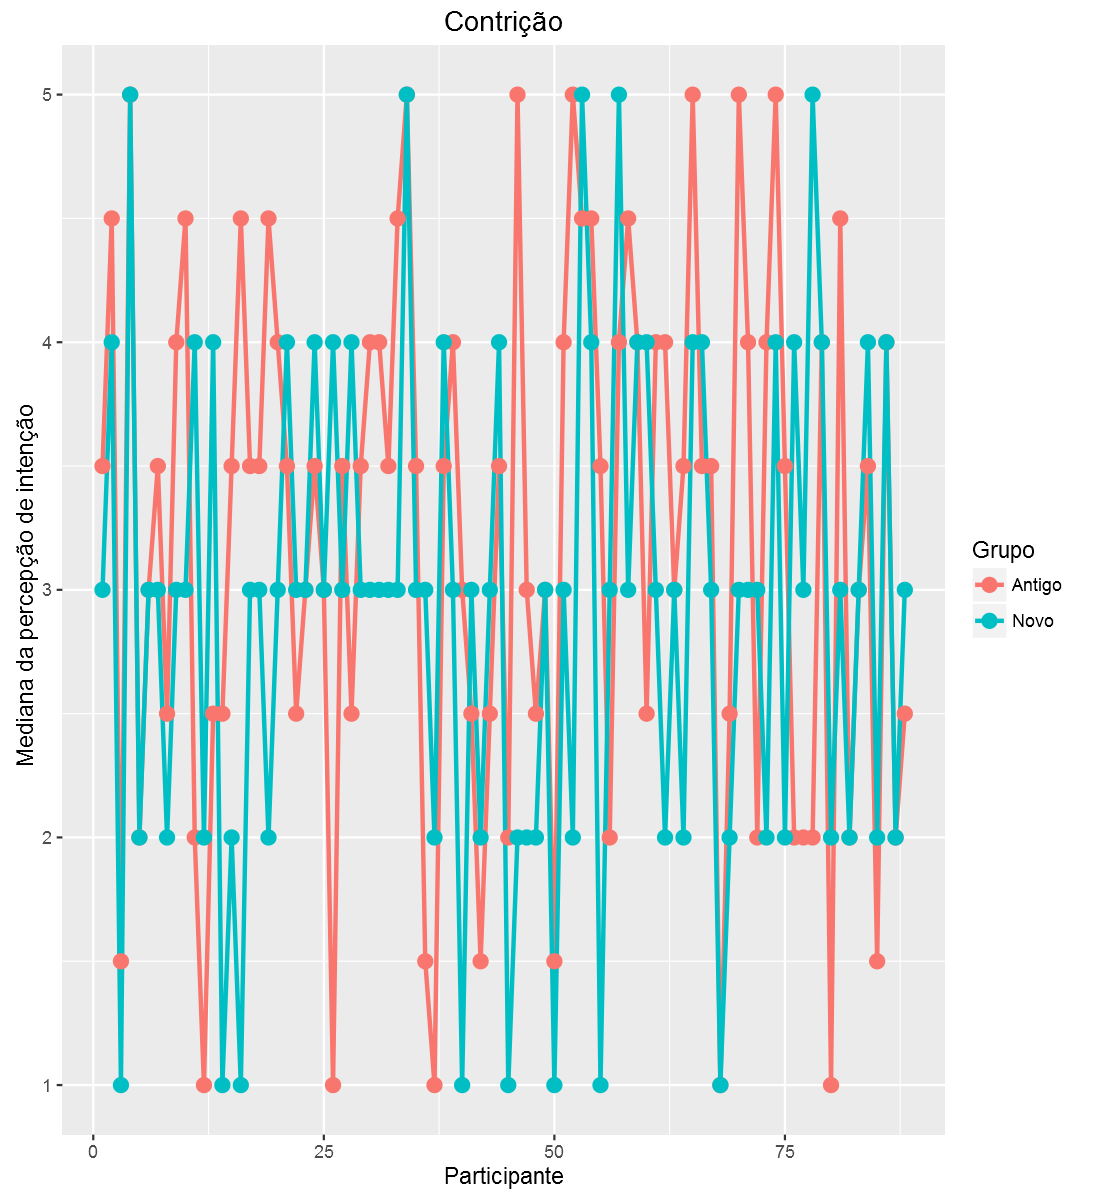 Contrição
Mediana da percepção de intenção
5
4
3
2
1
0
25
50
75
Participante
Grupo
Antigo
Novo